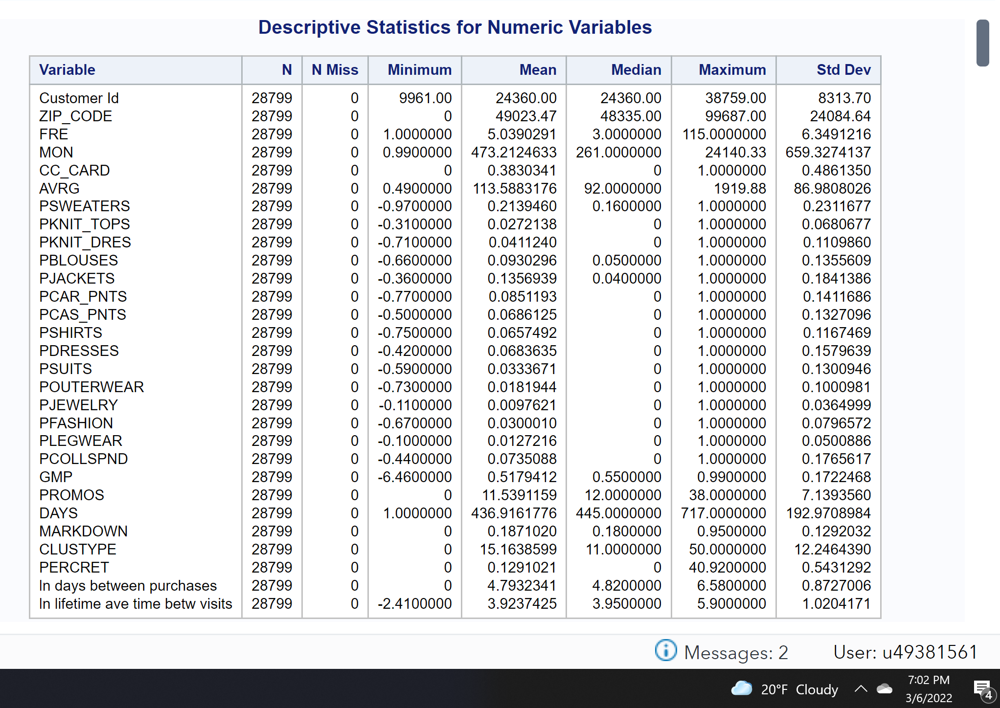 Descriptive Statistics for Numeric Variables
Variable N N Miss Minimum Mean Median Maximum Std Dev
Customer Id 28799 0 9961.00 24360.00 24360.00 38759.00 8313.70
ZIP_CODE 28799 0 0 49023.47 48335.00 99687.00 24084.64
FRE 28799 0 1.0000000 5.0390291 3.0000000 115.0000000 6.3491216
MON 28799 0 0.9900000 473.2124633 261.0000000 24140.33 659.3274137
CC_CARD 28799 0 0 0.3830341 0 1.0000000 0.4861350
AVRG 28799 0 0.4900000 113.5883176 92.0000000 1919.88 86.9808026
PSWEATERS 28799 0 -0.9700000 0.2139460 0.1600000 1.0000000 0.2311677
PKNIT_TOPS 28799 0 -0.3100000 0.0272138 0 1.0000000 0.0680677
PKNIT_DRES 28799 0 -0.7100000 0.0411240 0 1.0000000 0.1109860
PBLOUSES 28799 0 -0.6600000 0.0930296 0.0500000 1.0000000 0.1355609
PJACKETS 28799 0 -0.3600000 0.1356939 0.0400000 1.0000000 0.1841386
PCAR_PNTS 28799 0 -0.7700000 0.0851193 0 1.0000000 0.1411686
PCAS_PNTS 28799 0 -0.5000000 0.0686125 0 1.0000000 0.1327096
PSHIRTS 28799 0 -0.7500000 0.0657492 0 1.0000000 0.1167469
PDRESSES 28799 0 -0.4200000 0.0683635 0 1.0000000 0.1579639
PSUITS 28799 0 -0.5900000 0.0333671 0 1.0000000 0.1300946
POUTERWEAR 28799 0 -0.7300000 0.0181944 0 1.0000000 0.1000981
PJEWELRY 28799 0 -0.1100000 0.0097621 0 1.0000000 0.0364999
PFASHION 28799 0 -0.6700000 0.0300010 0 1.0000000 0.0796572
PLEGWEAR 28799 0 -0.1000000 0.0127216 0 1.0000000 0.0500886
PCOLLSPND 28799 0 -0.4400000 0.0735088 0 1.0000000 0.1765617
GMP 28799 0 -6.4600000 0.5179412 0.5500000 0.9900000 0.1722468
PROMOS 28799 0 0 11.5391159 12.0000000 38.0000000 7.1393560
DAYS 28799 0 1.0000000 436.9161776 445.0000000 717.0000000 192.9708984
MARKDOWN 28799 0 0 0.1871020 0.1800000 0.9500000 0.1292032
CLUSTYPE 28799 0 0 15.1638599 11.0000000 50.0000000 12.2464390
PERCRET 28799 0 0 0.1291021 0 40.9200000 0.5431292
ln days between purchases 28799 0 0 4.7932341 4.8200000 6.5800000 0.8727006
ln lifetime ave time betw visits 28799 0 -2.4100000 3.9237425 3.9500000 5.9000000 1.0204171
Messages: 2 User: u49381561
20°F Cloudy
7:02 PM
3/6/2022
4